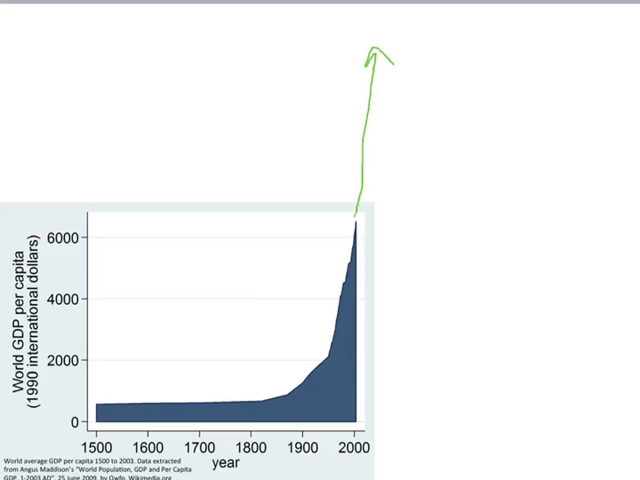 World GDP per capita
(1990 international dollars)
6000
4000
2000
0
1500 1600 1700 1800 1900 2000
year
World average GDP per capita 1500 to 2003. Data extracted
from Angus Maddison's "World Population, GDP and Per Capita
GDP, 1-2003 AD", 25 June 2009, by Qwfp, Wikimedia.org